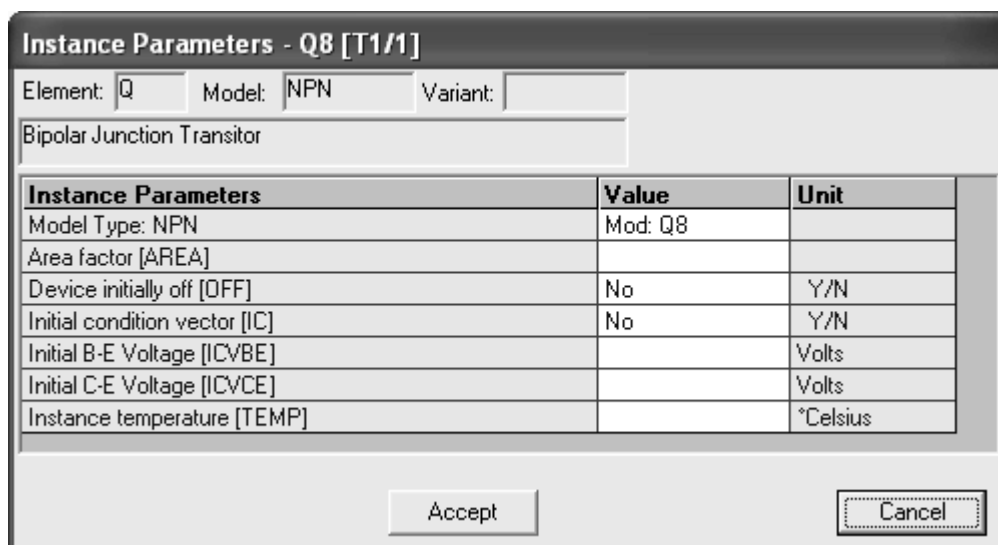 Instance Parameters - Q8 [T1/1]
Element: Q Model: NPN Variant:
Bipolar Junction Transitor
Instance Parameters Value Unit
Model Type: NPN Mod: Q8
Area factor [AREA]
Device initially off [OFF] No Y/N
Initial condition vector [IC] No Y/N
Initial B-E Voltage [ICVBE] Volts
Initial C-E Voltage [ICVCE] Volts
Instance temperature [TEMP] °Celsius
Accept Cancel